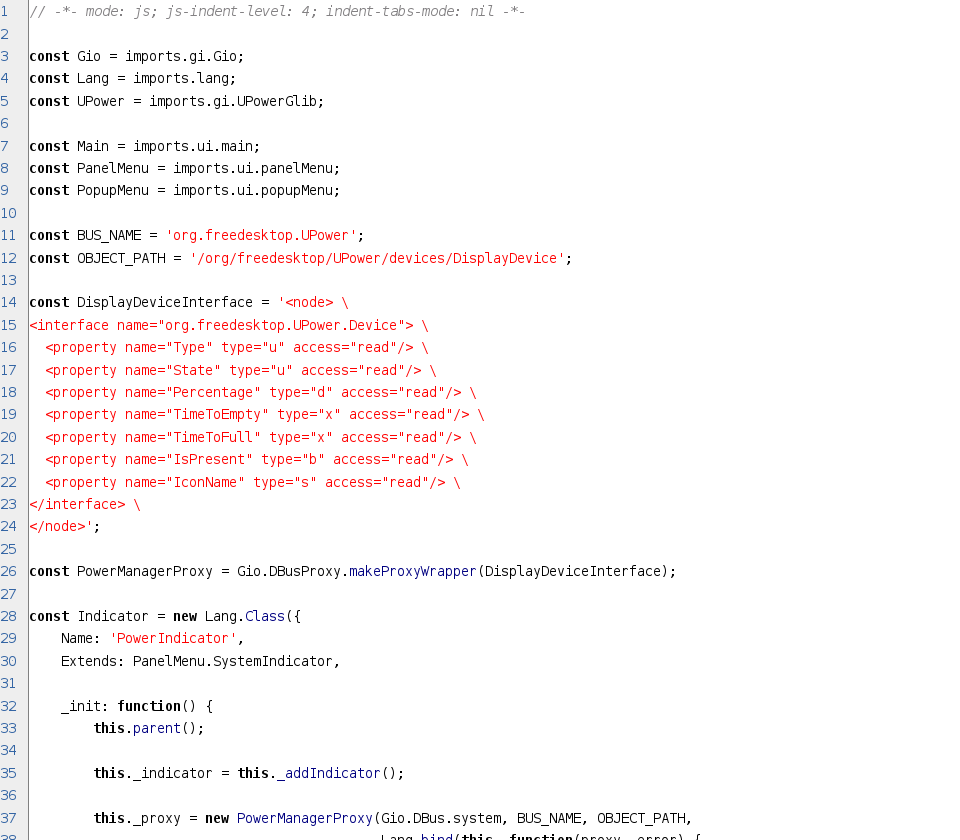 1 // -*- mode: js; js-indent-level: 4; indent-tabs-mode: nil -*-
2
3 const Gio = imports.gi.Gio;
4 const Lang = imports.lang;
5 const UPower = imports.gi.UPowerGlib;
6
7 const Main = imports.ui.main;
8 const PanelMenu = imports.ui.panelMenu;
9 const PopupMenu = imports.ui.popupMenu;
10
11 const BUS_NAME = 'org.freedesktop.UPower';
12 const OBJECT_PATH = '/org/freedesktop/UPower/devices/DisplayDevice';
13
14 const DisplayDeviceInterface = '<node> \
15 <interface name="org.freedesktop.UPower.Device"> \
16   <property name="Type" type="u" access="read"/> \
17   <property name="State" type="u" access="read"/> \
18   <property name="Percentage" type="d" access="read"/> \
19   <property name="TimeToEmpty" type="x" access="read"/> \
20   <property name="TimeToFull" type="x" access="read"/> \
21   <property name="IsPresent" type="b" access="read"/> \
22   <property name="IconName" type="s" access="read"/> \
23 </interface> \
24 </node>';
25
26 const PowerManagerProxy = Gio.DBusProxy.makeProxyWrapper(DisplayDeviceInterface);
27
28 const Indicator = new Lang.Class({
29     Name: 'PowerIndicator',
30     Extends: PanelMenu.SystemIndicator,
31
32     _init: function() {
33         this.parent();
34
35         this._indicator = this._addIndicator();
36
37         this._proxy = new PowerManagerProxy(Gio.DBus.system, BUS_NAME, OBJECT_PATH,
38                                             Lang.bind(this, function(proxy, error) {